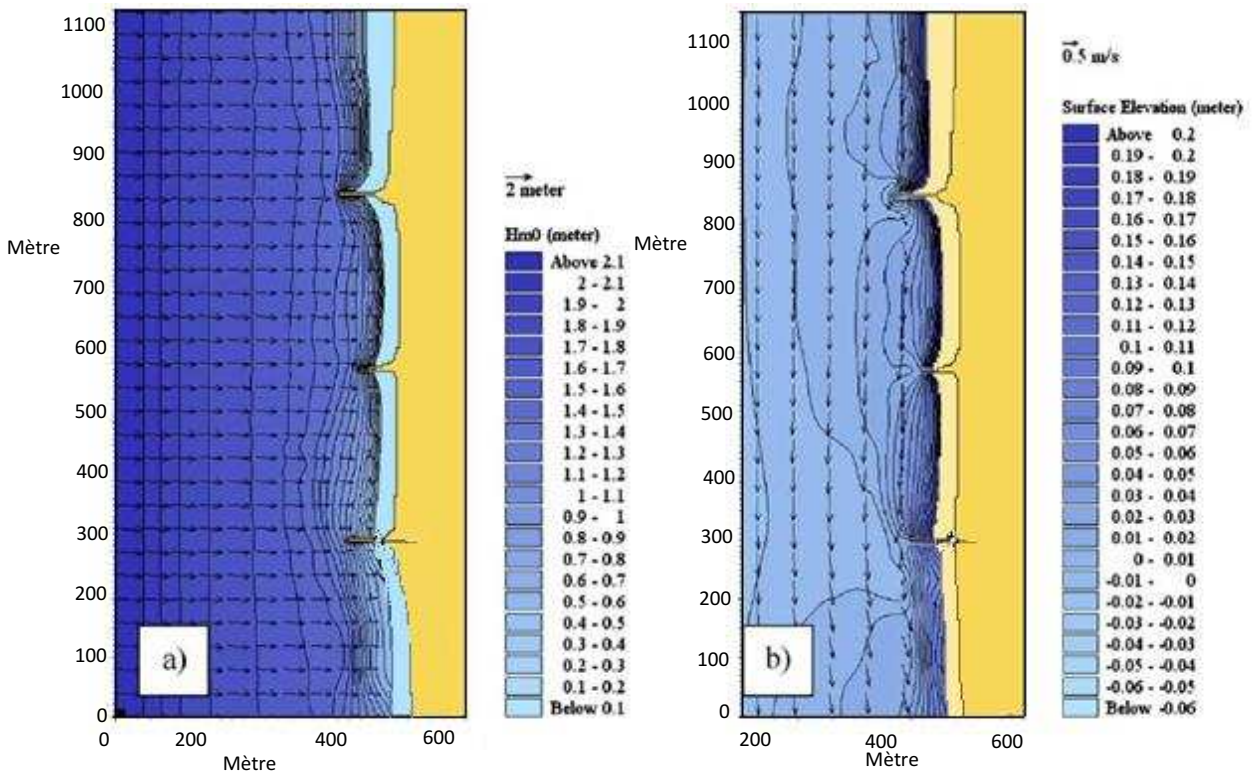 1100
1000
900
800
Mètre
700
600
500
400
300
200
100
0
0 200 400 600
Mètre
a)
2 meter
Hm0 (meter)
Above 2.1
2 - 2.1
1.9 - 2
1.8 - 1.9
1.7 - 1.8
1.6 - 1.7
1.5 - 1.6
1.4 - 1.5
1.3 - 1.4
1.2 - 1.3
1.1 - 1.2
1 - 1.1
0.9 - 1
0.8 - 0.9
0.7 - 0.8
0.6 - 0.7
0.5 - 0.6
0.4 - 0.5
0.3 - 0.4
0.2 - 0.3
0.1 - 0.2
Below 0.1
1100
1000
900
800
Mètre
700
600
500
400
300
200
100
0
200 400 600
Mètre
b)
0.5 m/s
Surface Elevation (meter)
Above 0.2
0.19 - 0.2
0.18 - 0.19
0.17 - 0.18
0.16 - 0.17
0.15 - 0.16
0.14 - 0.15
0.13 - 0.14
0.12 - 0.13
0.11 - 0.12
0.1 - 0.11
0.09 - 0.1
0.08 - 0.09
0.07 - 0.08
0.06 - 0.07
0.05 - 0.06
0.04 - 0.05
0.03 - 0.04
0.02 - 0.03
0.01 - 0.02
0 - 0.01
-0.01 - 0
-0.02 - -0.01
-0.03 - -0.02
-0.04 - -0.03
-0.05 - -0.04
-0.06 - -0.05
Below -0.06